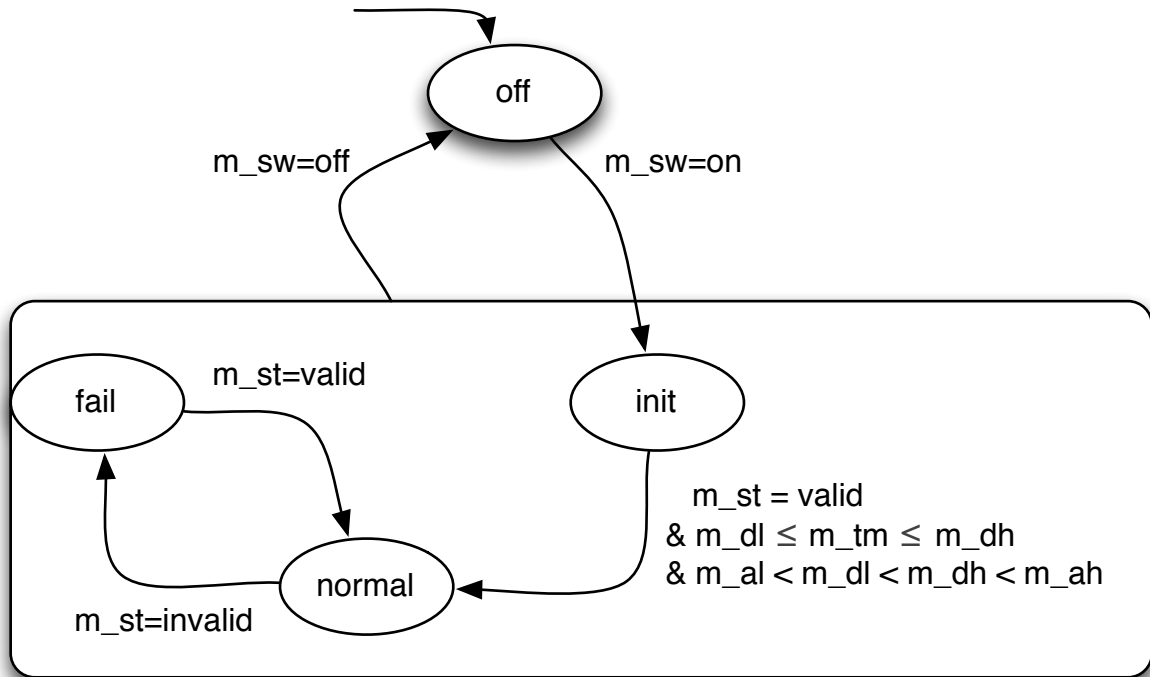 off
m_sw=off
m_sw=on
fail
m_st=valid
init
m_st = valid
& m_dl ≤ m_tm ≤ m_dh
& m_al < m_dl < m_dh < m_ah
normal
m_st=invalid